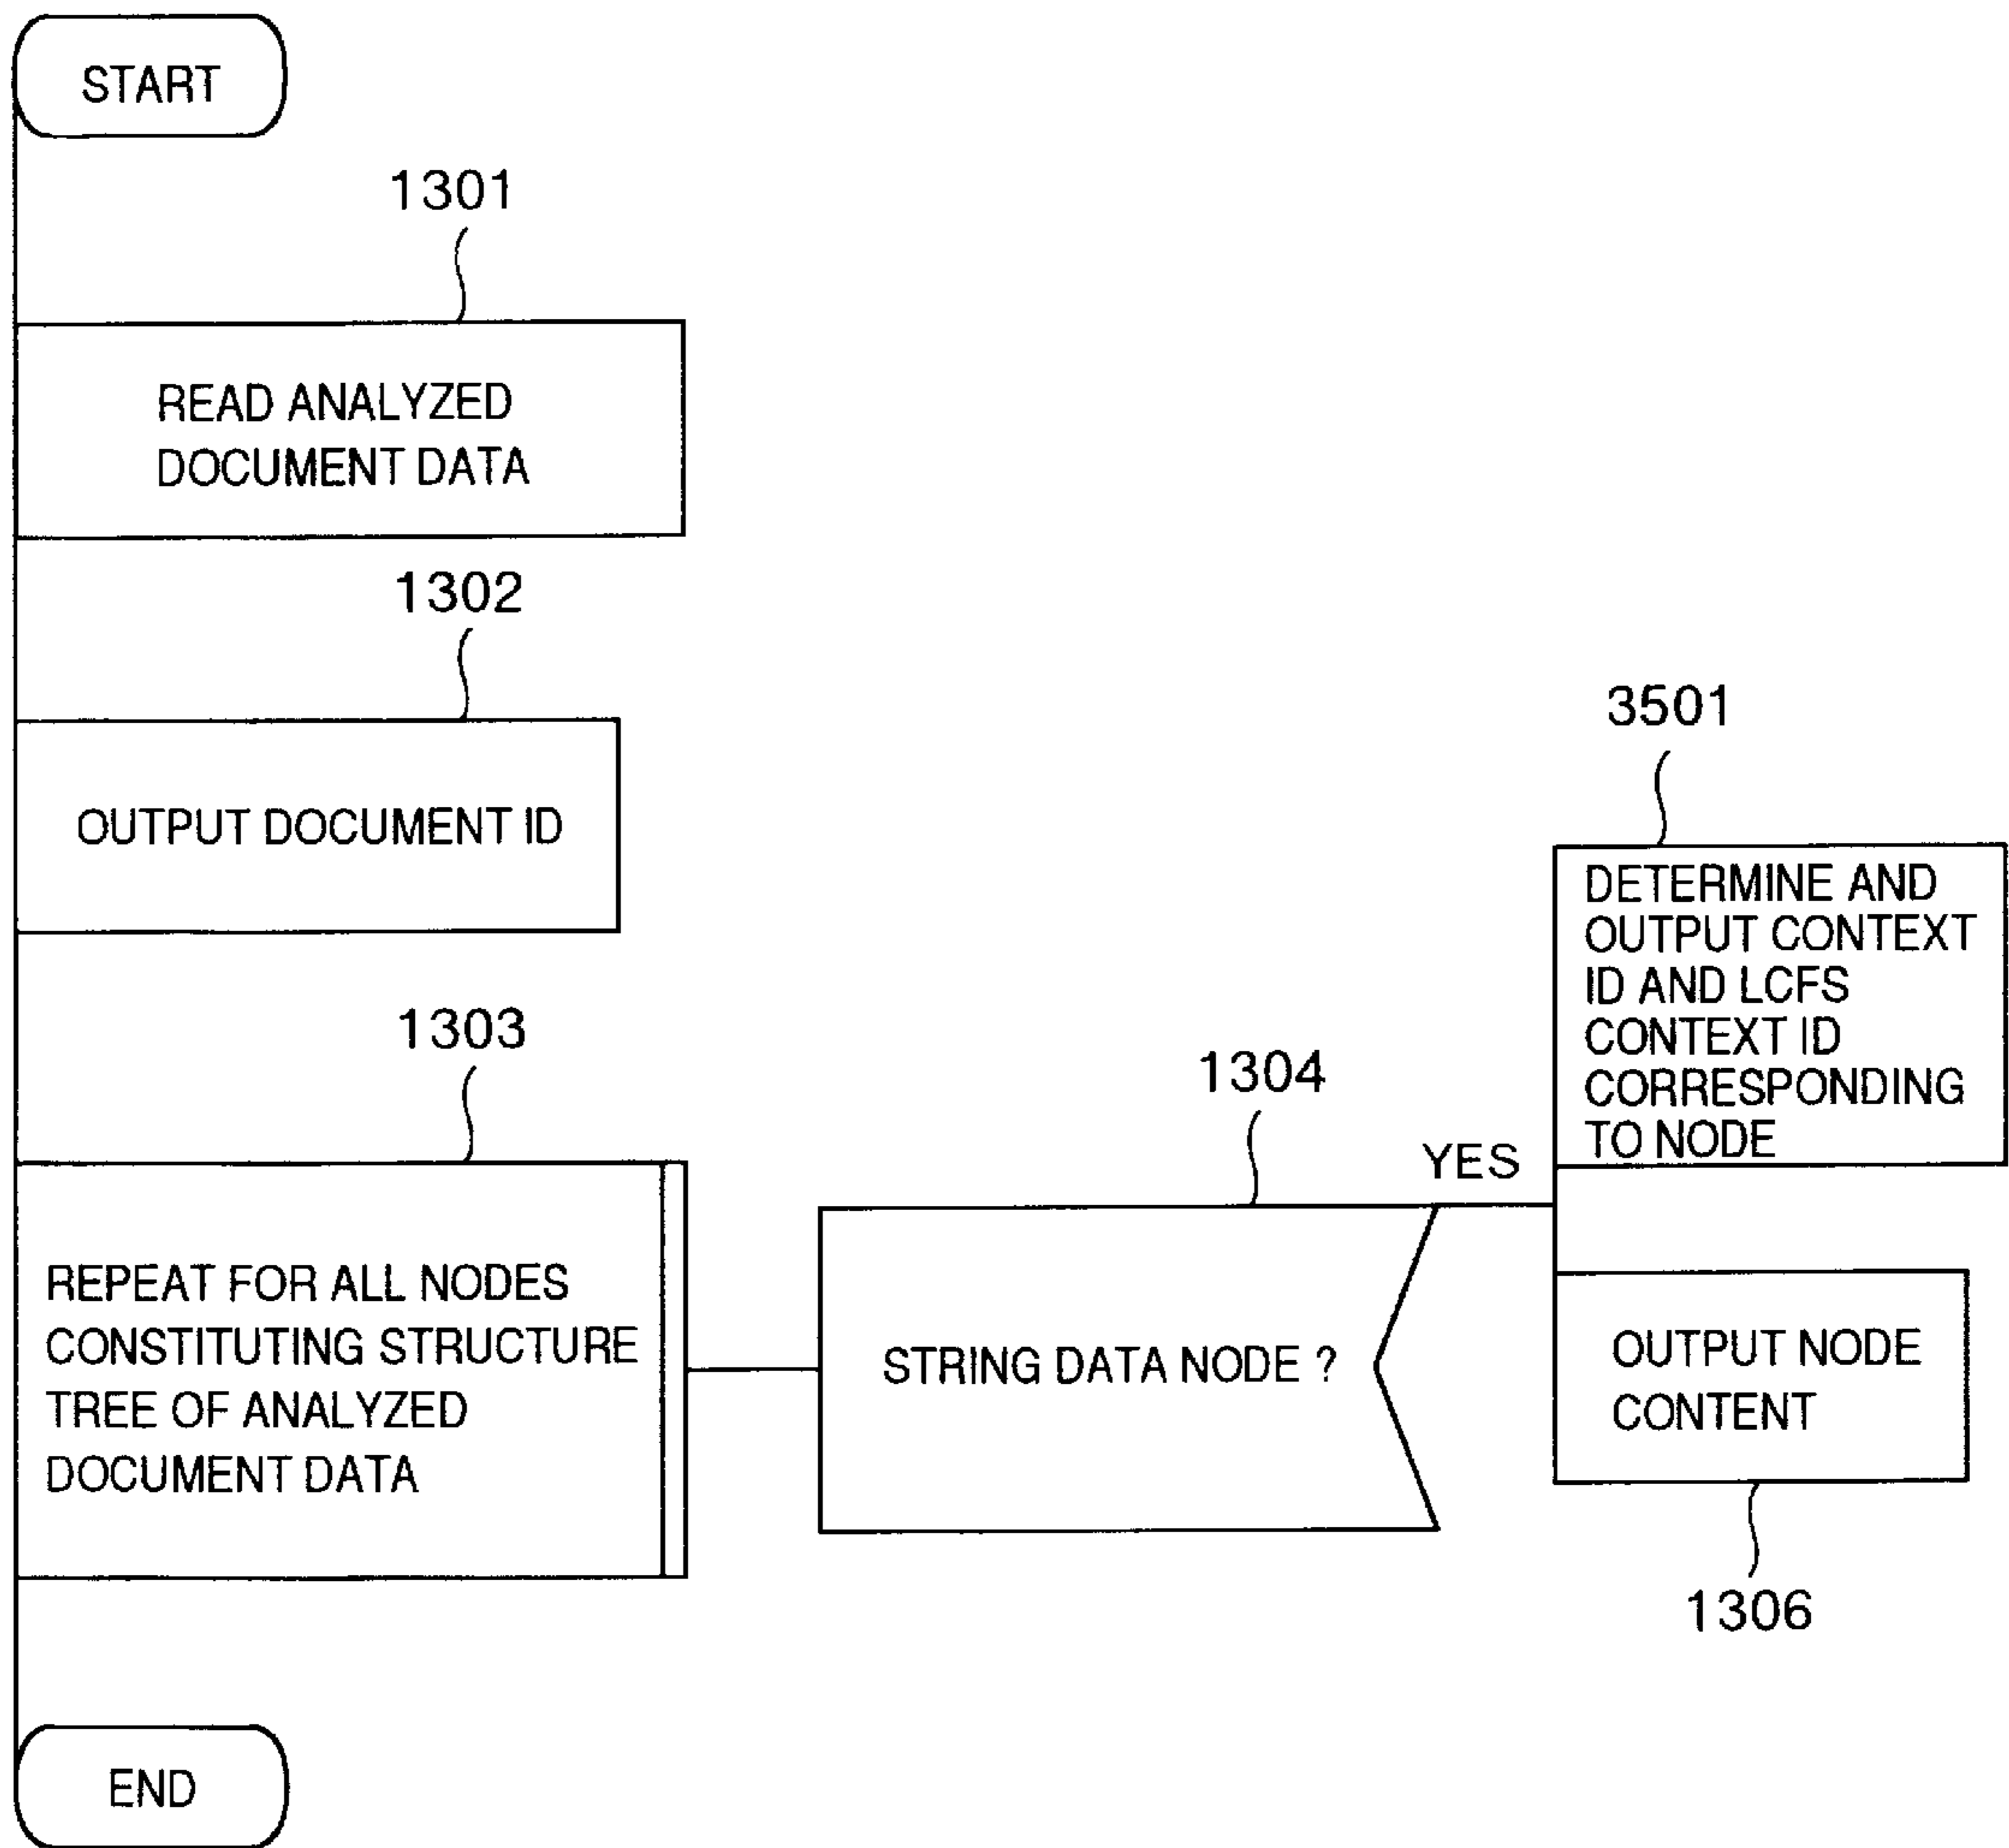 START
1301
READ ANALYZED
DOCUMENT DATA
1302
OUTPUT DOCUMENT ID
1303
REPEAT FOR ALL NODES
CONSTITUTING STRUCTURE
TREE OF ANALYZED
DOCUMENT DATA
1304
STRING DATA NODE ?
YES
3501
DETERMINE AND
OUTPUT CONTEXT
ID AND LCFS
CONTEXT ID
CORRESPONDING
TO NODE
OUTPUT NODE
CONTENT
1306
END